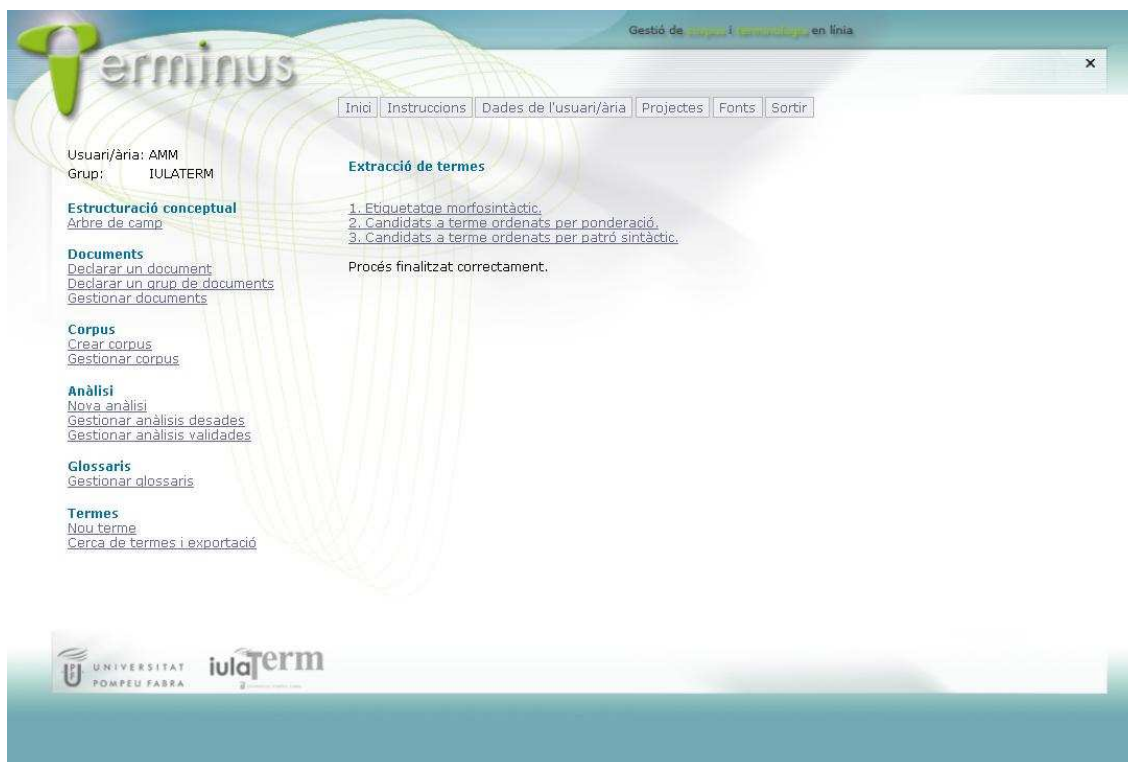 Gestió de corpus i terminologia en línia
Terminus
x
Inici Instruccions Dades de l'usuari/ària Projectes Fonts Sortir
Usuari/ària: AMM
Grup: IULATERM
Estructuració conceptual
Arbre de camp
Documents
Declarar un document
Declarar un grup de documents
Gestionar documents
Corpus
Crear corpus
Gestionar corpus
Anàlisi
Nova anàlisi
Gestionar anàlisis desades
Gestionar anàlisis validades
Glossaris
Gestionar glossaris
Termes
Nou terme
Cerca de termes i exportació
Extracció de termes
1. Etiquetatge morfosintàctic.
2. Candidats a terme ordenats per ponderació.
3. Candidats a terme ordenats per patró sintàctic.
Procés finalitzat correctament.
UNIVERSITAT
POMPEU FABRA
iulaTerm